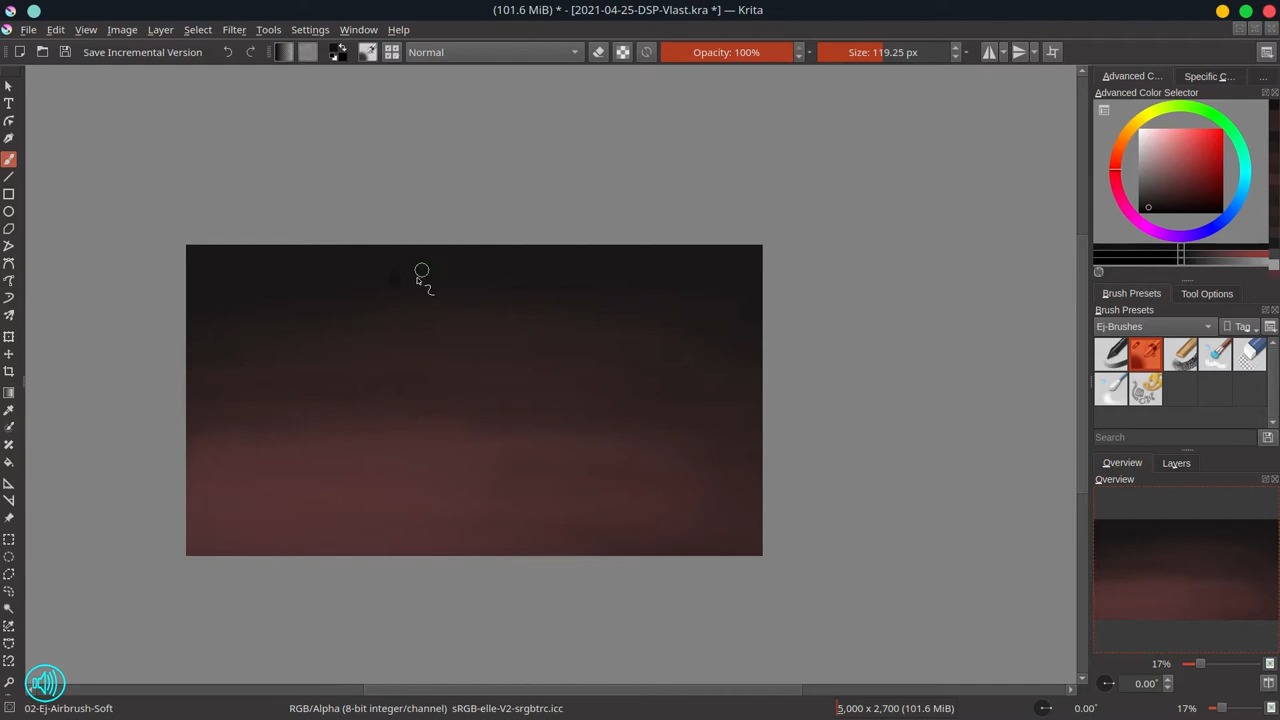 (101.6 MiB) * - [2021-04-25-DSP-Vlast.kra *] — Krita
File Edit View Image Layer Select Filter Tools Settings Window Help
Save Incremental Version
Normal
Opacity: 100%
Size: 119.25 px
Advanced C...
Specific C...
...
Advanced Color Selector
Brush Presets
Tool Options
Brush Presets
Ej-Brushes
Tag
Search
Overview
Layers
Overview
17%
0.00°
02-Ej-Airbrush-Soft
RGB/Alpha (8-bit integer/channel) sRGB-elle-V2-srgbtrc.icc
5,000 x 2,700 (101.6 MiB)
0.00°
17%